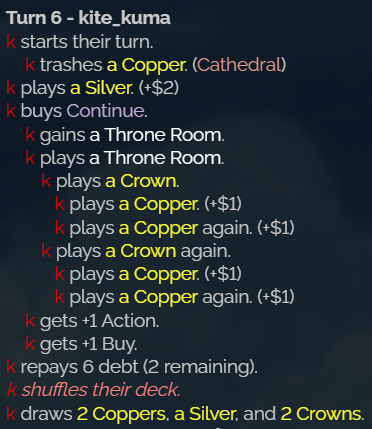 Turn 6 - kite_kuma
k starts their turn.
k trashes a Copper. (Cathedral)
k plays a Silver. (+$2)
k buys Continue.
k gains a Throne Room.
k plays a Throne Room.
k plays a Crown.
k plays a Copper. (+$1)
k plays a Copper again. (+$1)
k plays a Crown again.
k plays a Copper. (+$1)
k plays a Copper again. (+$1)
k gets +1 Action.
k gets +1 Buy.
k repays 6 debt (2 remaining).
k shuffles their deck.
k draws 2 Coppers, a Silver, and 2 Crowns.